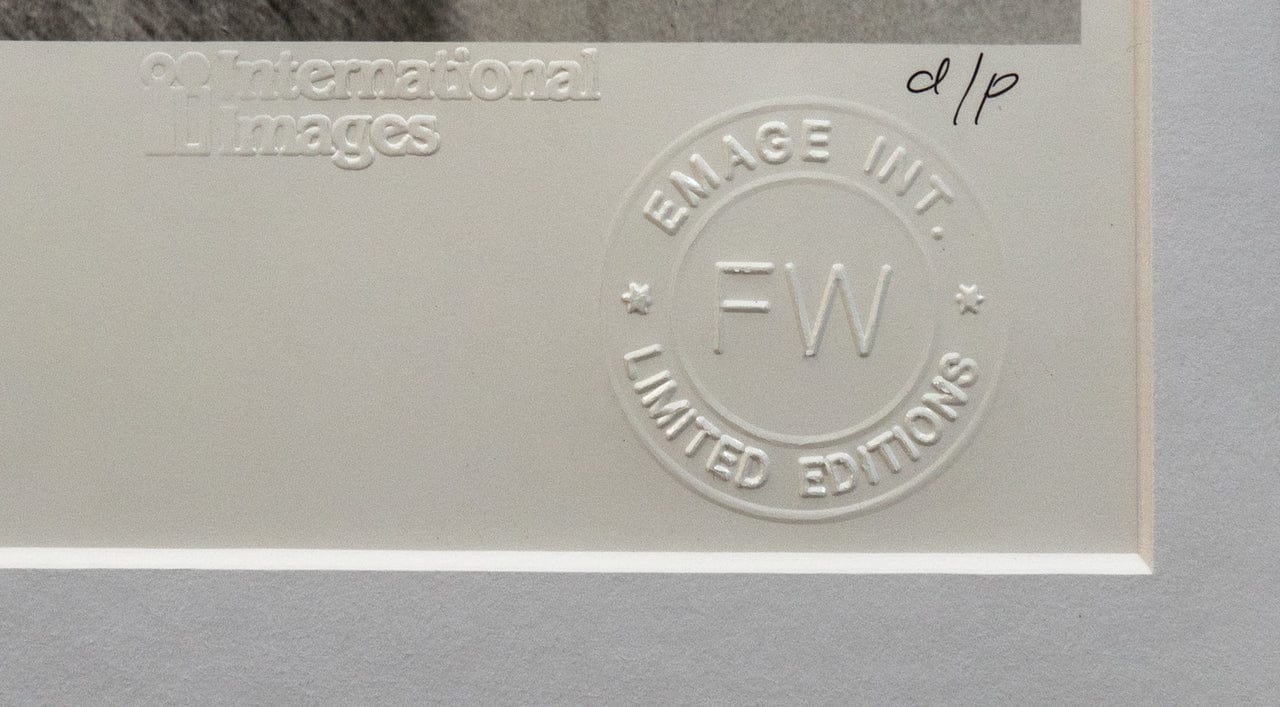 International
Images
d/p
EMAGE INT.
FW
LIMITED EDITIONS